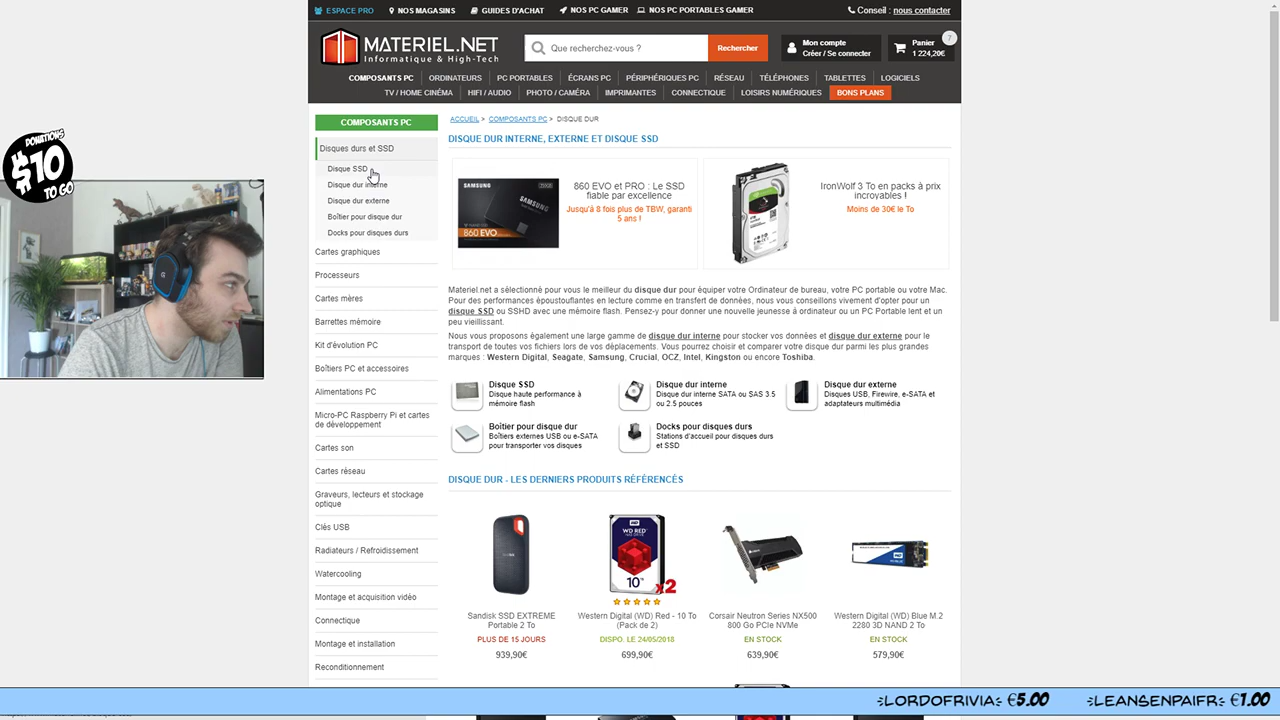 ESPACE PRO NOS MAGASINS GUIDES D'ACHAT NOS PC GAMER NOS PC PORTABLES GAMER Conseil : nous contacter
MATERIEL.NET
Informatique & High-Tech
Que recherchez-vous ?
Rechercher
Mon compte
Créer / Se connecter
Panier
1 224,20€
7
COMPOSANTS PC ORDINATEURS PC PORTABLES ÉCRANS PC PÉRIPHÉRIQUES PC RÉSEAU TÉLÉPHONES TABLETTES LOGICIELS
TV / HOME CINÉMA HIFI / AUDIO PHOTO / CAMÉRA IMPRIMANTES CONNECTIQUE LOISIRS NUMÉRIQUES BONS PLANS
DONATIONS
$10
TO GO
COMPOSANTS PC
Disques durs et SSD
Disque SSD
Disque dur interne
Disque dur externe
Boîtier pour disque dur
Docks pour disques durs
Cartes graphiques
Processeurs
Cartes mères
Barrettes mémoire
Kit d'évolution PC
Boîtiers PC et accessoires
Alimentations PC
Micro-PC Raspberry Pi et cartes
de développement
Cartes son
Cartes réseau
Graveurs, lecteurs et stockage
optique
Clés USB
Radiateurs / Refroidissement
Watercooling
Montage et acquisition vidéo
Connectique
Montage et installation
Reconditionnement
ACCUEIL > COMPOSANTS PC > DISQUE DUR
DISQUE DUR INTERNE, EXTERNE ET DISQUE SSD
SAMSUNG
SAMSUNG
860 EVO
860 EVO et PRO : Le SSD
fiable par excellence
Jusqu'à 8 fois plus de TBW, garanti
5 ans !
IronWolf 3 To en packs à prix
incroyables !
Moins de 30€ le To
Materiel.net a sélectionné pour vous le meilleur du disque dur pour équiper votre Ordinateur de bureau, votre PC portable ou votre Mac.
Pour des performances époustouflantes en lecture comme en transfert de données, nous vous conseillons vivement d'opter pour un
disque SSD ou SSHD avec une mémoire flash. Pensez-y pour donner une nouvelle jeunesse à ordinateur ou un PC Portable lent et un
peu vieillissant.
Nous vous proposons également une large gamme de disque dur interne pour stocker vos données et disque dur externe pour le
transport de toutes vos fichiers lors de vos déplacements. Vous pourrez choisir et comparer votre disque dur parmi les plus grandes
marques : Western Digital, Seagate, Samsung, Crucial, OCZ, Intel, Kingston ou encore Toshiba.
Disque SSD
Disque haute performance à
mémoire flash
Disque dur interne
Disque dur interne SATA ou SAS 3.5
ou 2.5 pouces
Disque dur externe
Disques USB, Firewire, e-SATA et
adaptateurs multimédia
Boîtier pour disque dur
Boîtiers externes USB ou e-SATA
pour transporter vos disques
Docks pour disques durs
Stations d'accueil pour disques durs
et SSD
DISQUE DUR - LES DERNIERS PRODUITS RÉFÉRENCÉS
WD RED
10
x2
Sandisk SSD EXTREME
Portable 2 To
PLUS DE 15 JOURS
939,90€
Western Digital (WD) Red - 10 To
(Pack de 2)
DISPO. LE 24/05/2018
699,90€
Corsair Neutron Series NX500
800 Go PCIe NVMe
EN STOCK
639,90€
Western Digital (WD) Blue M.2
2280 3D NAND 2 To
EN STOCK
579,90€
LORDOFRIVIA €5.00 LEANSENPAIFR €1.00